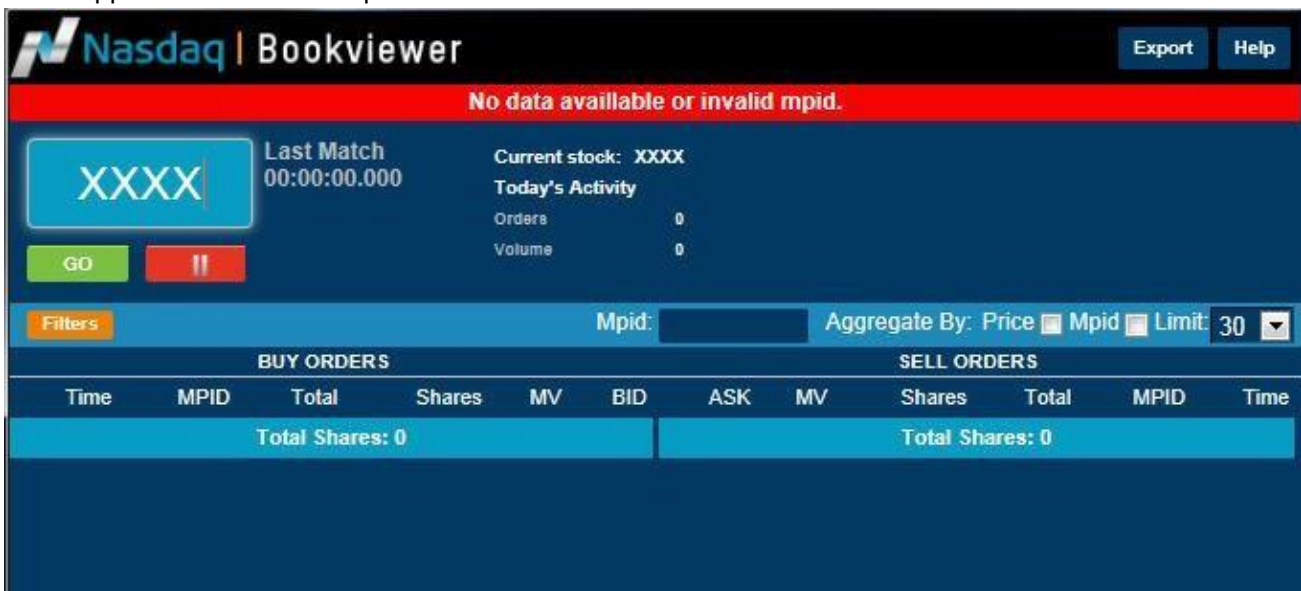 Nasdaq | Bookviewer Export Help
No data availlable or invalid mpid.
XXXX
Last Match
00:00:00.000
Current stock: XXXX
Today's Activity
Orders 0
Volume 0
GO
Filters Mpid: Aggregate By: Price Mpid Limit: 30
BUY ORDERS SELL ORDERS
Time MPID Total Shares MV BID ASK MV Shares Total MPID Time
Total Shares: 0 Total Shares: 0